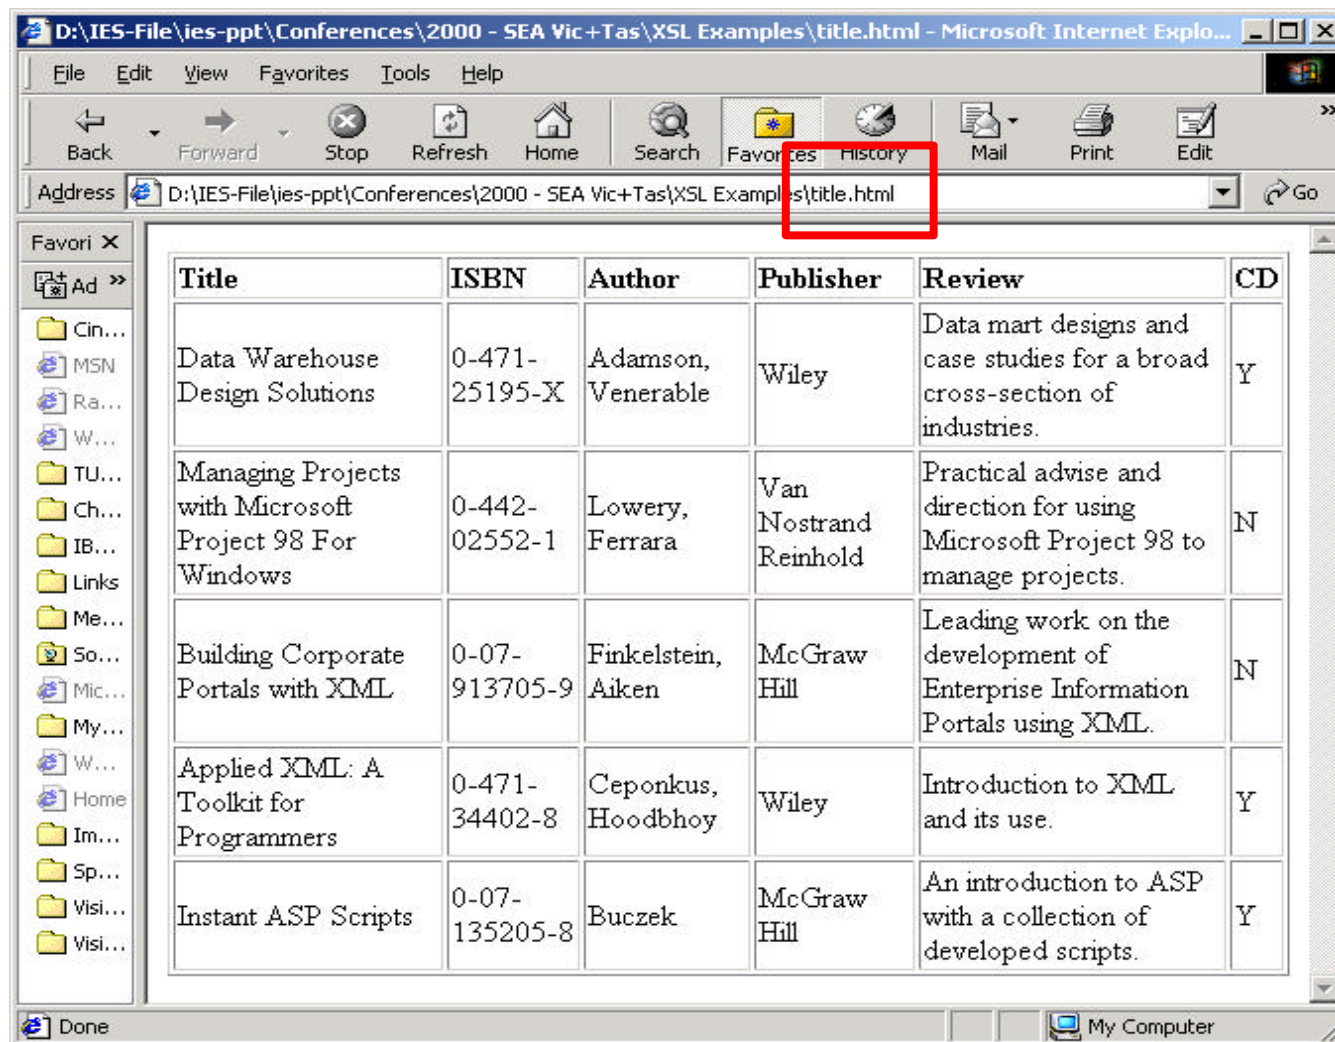 D:\IES-File\ies-ppt\Conferences\2000 - SEA Vic+Tas\XSL Examples\title.html - Microsoft Internet Explo...
File Edit View Favorites Tools Help
Back Forward Stop Refresh Home Search Favorites History Mail Print Edit »
Address D:\IES-File\ies-ppt\Conferences\2000 - SEA Vic+Tas\XSL Examples\title.html Go
Favori ×
Ad »
Cin...
MSN
Ra...
W...
TU...
Ch...
IB...
Links
Me...
So...
Mic...
My...
W...
Home
Im...
Sp...
Visi...
Visi...
Title ISBN Author Publisher Review CD
Data Warehouse
Design Solutions
0-471-
25195-X
Adamson,
Venerable
Wiley
Data mart designs and
case studies for a broad
cross-section of
industries.
Y
Managing Projects
with Microsoft
Project 98 For
Windows
0-442-
02552-1
Lowery,
Ferrara
Van
Nostrand
Reinhold
Practical advise and
direction for using
Microsoft Project 98 to
manage projects.
N
Building Corporate
Portals with XML
0-07-
913705-9
Finkelstein,
Aiken
McGraw
Hill
Leading work on the
development of
Enterprise Information
Portals using XML.
N
Applied XML: A
Toolkit for
Programmers
0-471-
34402-8
Ceponkus,
Hoodbhoy
Wiley
Introduction to XML
and its use.
Y
Instant ASP Scripts
0-07-
135205-8
Buczek
McGraw
Hill
An introduction to ASP
with a collection of
developed scripts.
Y
Done My Computer